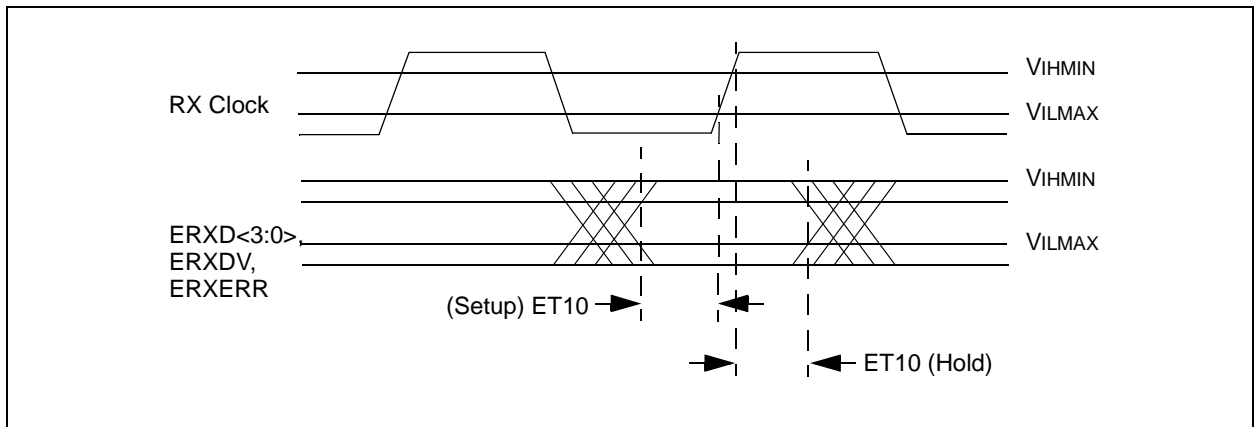 RX Clock
VIHMIN
VILMAX
VIHMIN
ERXD<3:0>,
ERXDV,
ERXERR
VILMAX
(Setup) ET10
ET10 (Hold)